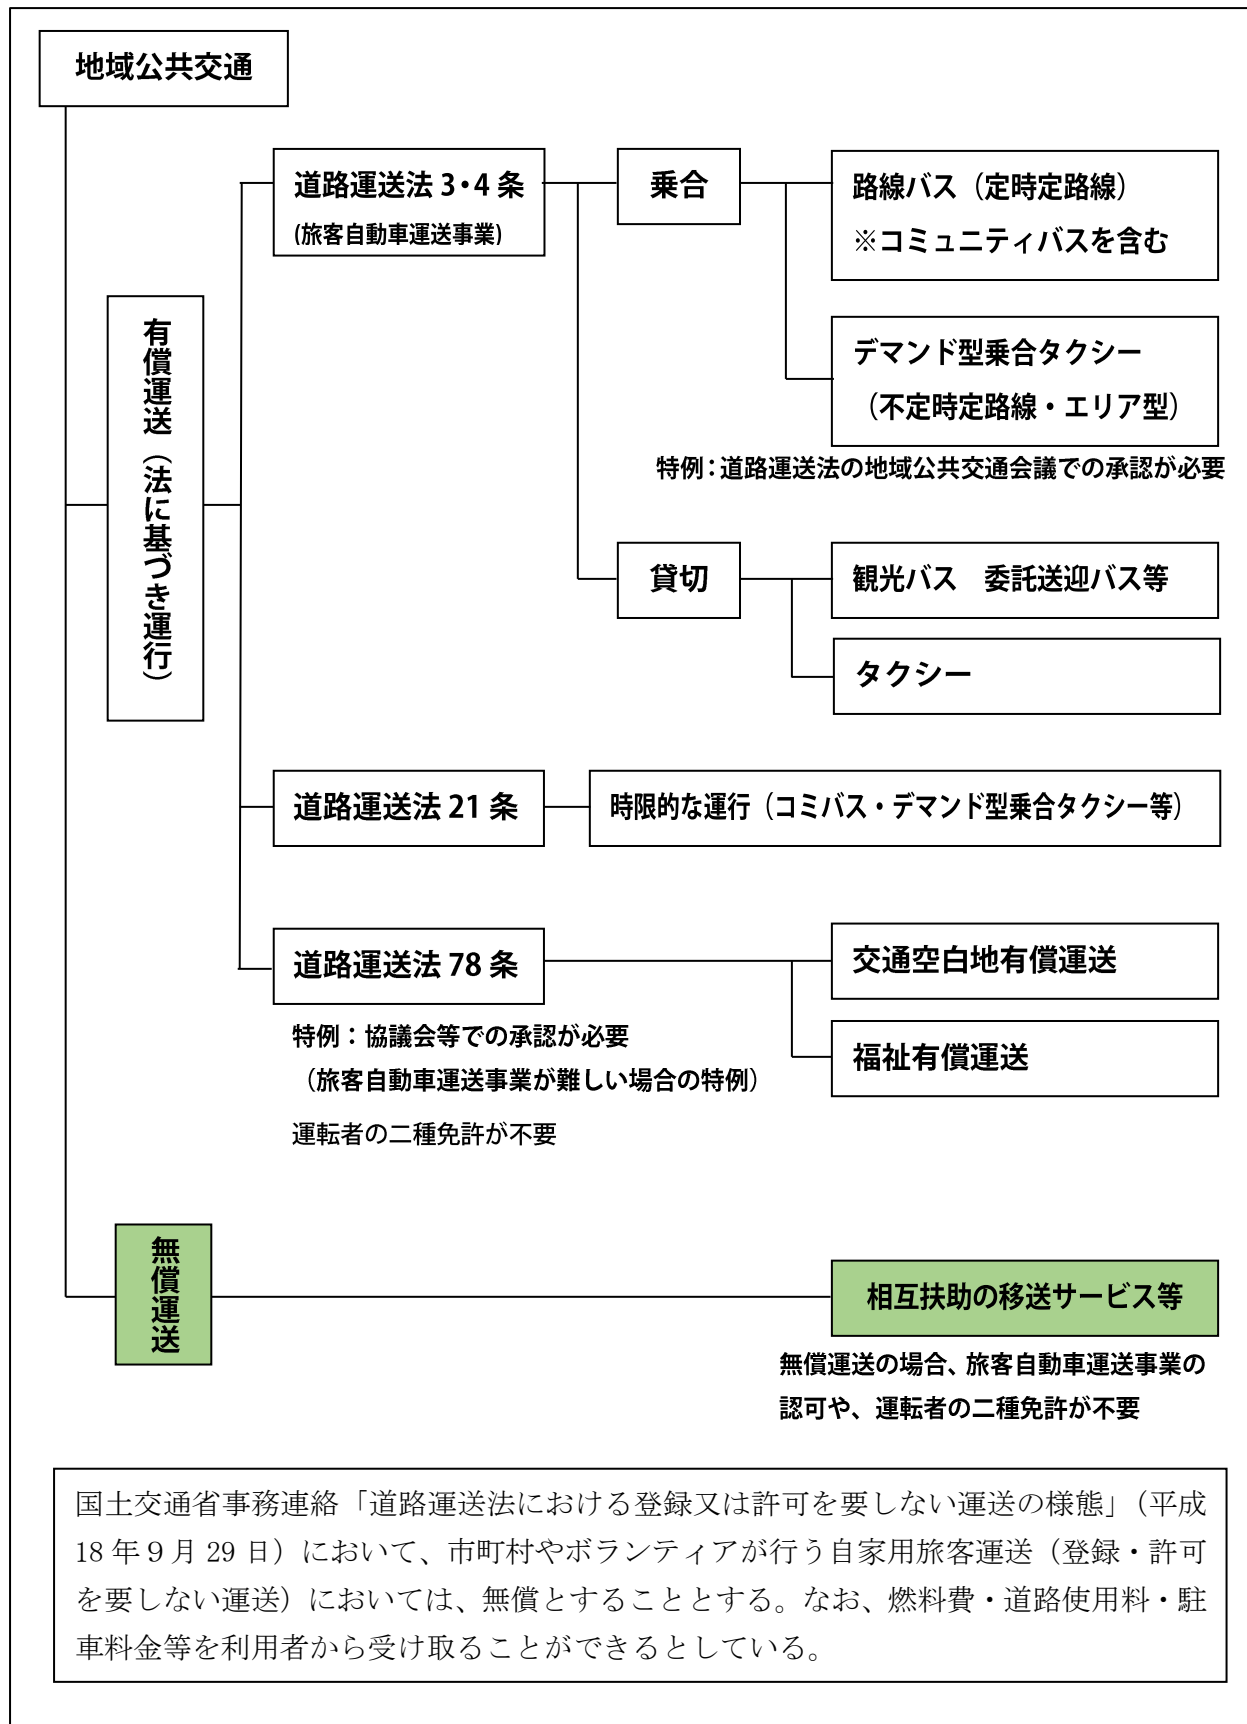 地域公共交通
道路運送法 3・4 条
(旅客自動車運送事業)
乗合
路線バス（定時定路線）
※コミュニティバスを含む
デマンド型乗合タクシー
（不定時定路線・エリア型）
特例：道路運送法の地域公共交通会議での承認が必要
有償運送（法に基づき運行）
貸切
観光バス　委託送迎バス等
タクシー
道路運送法 21 条
時限的な運行（コミバス・デマンド型乗合タクシー等）
道路運送法 78 条
特例：協議会等での承認が必要
（旅客自動車運送事業が難しい場合の特例）
運転者の二種免許が不要
交通空白地有償運送
福祉有償運送
無償運送
相互扶助の移送サービス等
無償運送の場合、旅客自動車運送事業の
認可や、運転者の二種免許が不要
国土交通省事務連絡「道路運送法における登録又は許可を要しない運送の様態」（平成
18 年９月 29 日）において、市町村やボランティアが行う自家用旅客運送（登録・許可
を要しない運送）においては、無償とすることとする。なお、燃料費・道路使用料・駐
車料金等を利用者から受け取ることができるとしている。